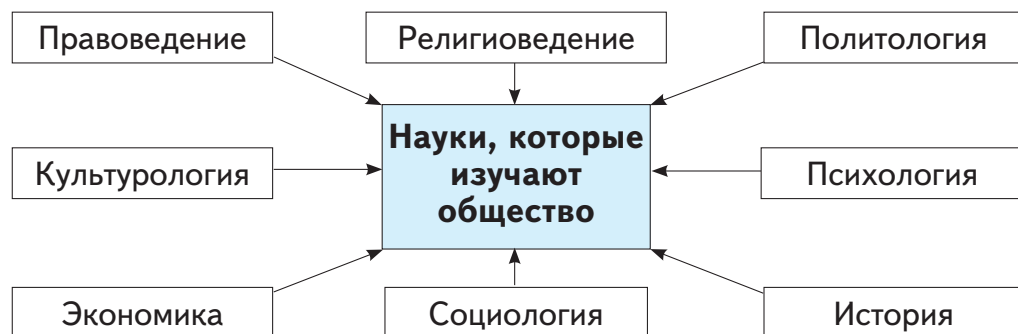 Правоведение
Религиоведение
Политология
Науки, которые
изучают
общество
Культурология
Психология
Экономика
Социология
История